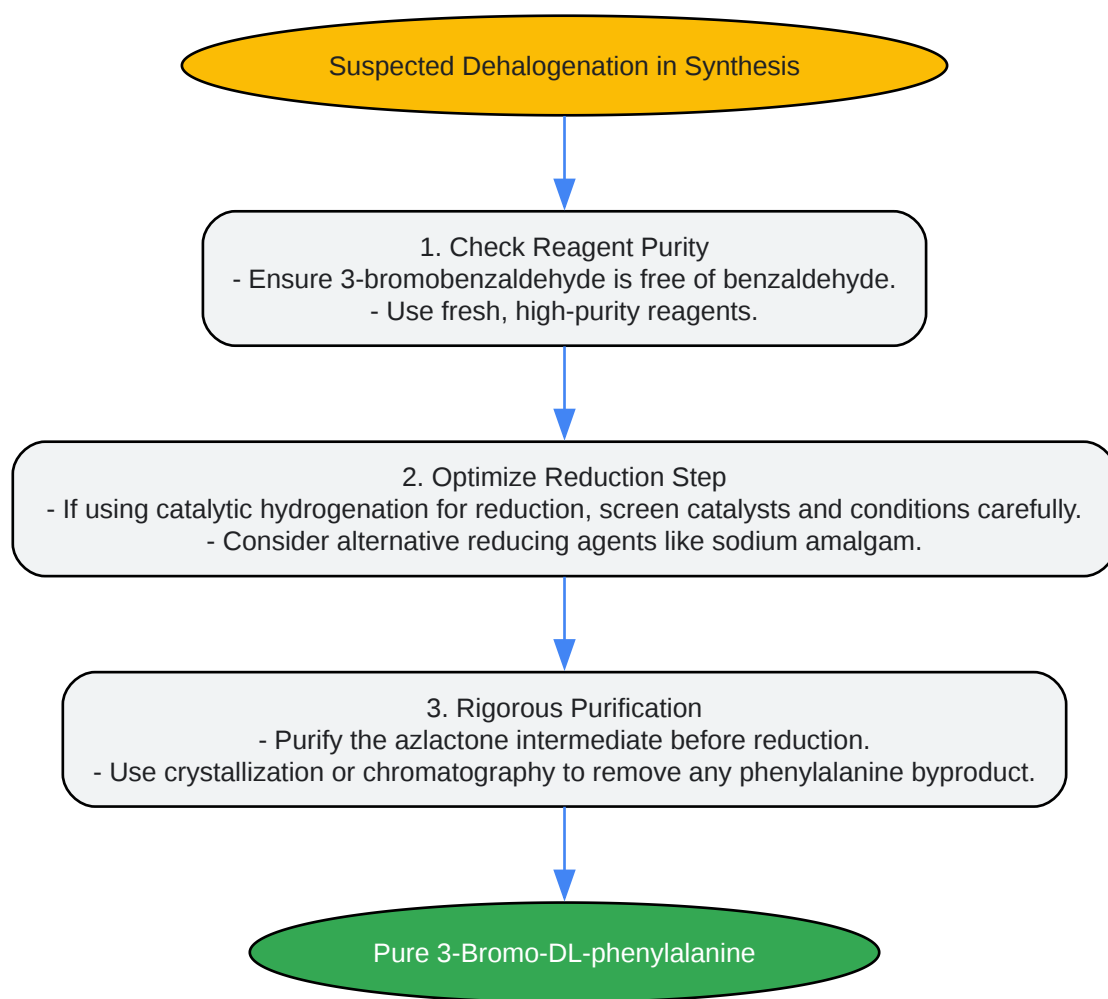 Suspected Dehalogenation in Synthesis
1. Check Reagent Purity
- Ensure 3-bromobenzaldehyde is free of benzaldehyde.
- Use fresh, high-purity reagents.
2. Optimize Reduction Step
- If using catalytic hydrogenation for reduction, screen catalysts and conditions carefully.
- Consider alternative reducing agents like sodium amalgam.
3. Rigorous Purification
- Purify the azlactone intermediate before reduction.
- Use crystallization or chromatography to remove any phenylalanine byproduct.
Pure 3-Bromo-DL-phenylalanine